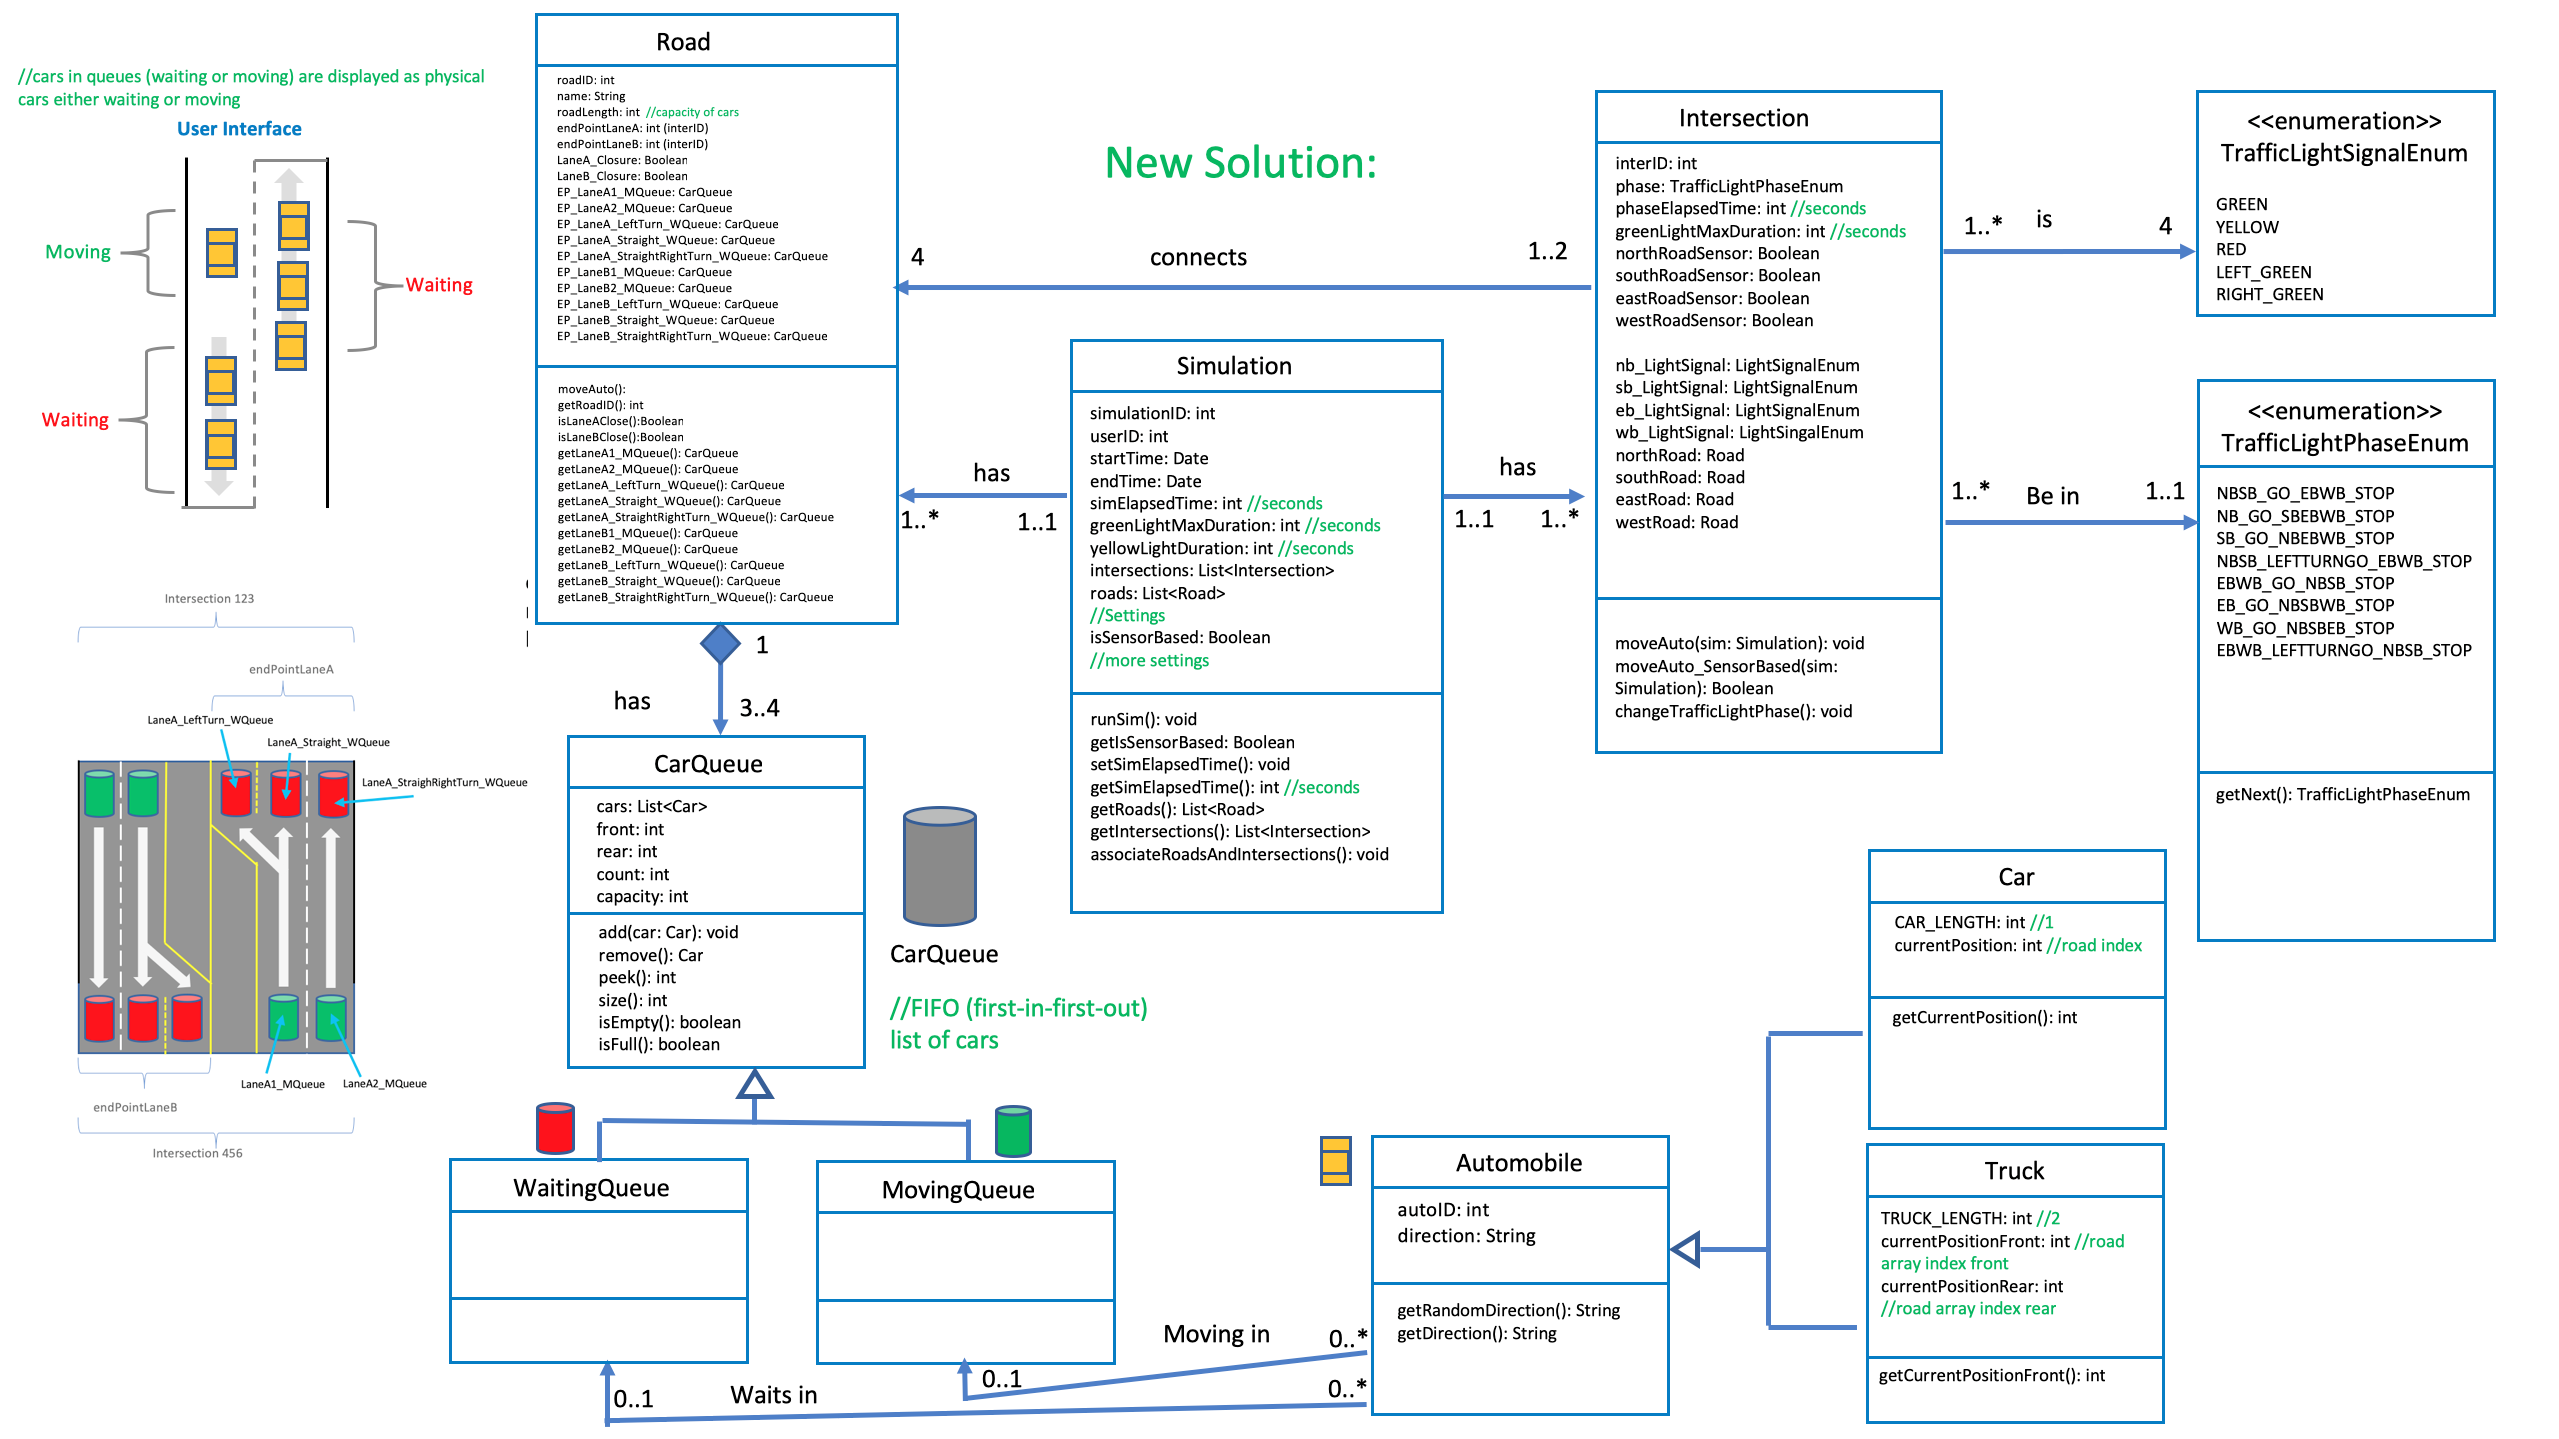 //cars in queues (waiting or moving) are displayed as physical
cars either waiting or moving
User Interface
Moving
Waiting
Waiting
Intersection 123
endPointLaneA
LaneA_LeftTurn_WQueue
LaneA_Straight_WQueue
LaneA_StraighRightTurn_WQueue
LaneA1_MQueue
LaneA2_MQueue
endPointLaneB
Intersection 456
Road
roadID: int
name: String
roadLength: int //capacity of cars
endPointLaneA: int (interID)
endPointLaneB: int (interID)
LaneA_Closure: Boolean
LaneB_Closure: Boolean
EP_LaneA1_MQueue: CarQueue
EP_LaneA2_MQueue: CarQueue
EP_LaneA_LeftTurn_WQueue: CarQueue
EP_LaneA_Straight_WQueue: CarQueue
EP_LaneA_StraightRightTurn_WQueue: CarQueue
EP_LaneB1_MQueue: CarQueue
EP_LaneB2_MQueue: CarQueue
EP_LaneB_LeftTurn_WQueue: CarQueue
EP_LaneB_Straight_WQueue: CarQueue
EP_LaneB_StraightRightTurn_WQueue: CarQueue
moveAuto():
getRoadID(): int
isLaneAClose():Boolean
isLaneBClose():Boolean
getLaneA1_MQueue(): CarQueue
getLaneA2_MQueue(): CarQueue
getLaneA_LeftTurn_WQueue(): CarQueue
getLaneA_Straight_WQueue(): CarQueue
getLaneA_StraightRightTurn_WQueue(): CarQueue
getLaneB1_MQueue(): CarQueue
getLaneB2_MQueue(): CarQueue
getLaneB_LeftTurn_WQueue(): CarQueue
getLaneB_Straight_WQueue(): CarQueue
getLaneB_StraightRightTurn_WQueue(): CarQueue
1
has
3..4
New Solution:
4
connects
1..2
has
1..*
1..1
Simulation
simulationID: int
userID: int
startTime: Date
endTime: Date
simElapsedTime: int //seconds
greenLightMaxDuration: int //seconds
yellowLightDuration: int //seconds
intersections: List<Intersection>
roads: List<Road>
//Settings
isSensorBased: Boolean
//more settings
runSim(): void
getIsSensorBased: Boolean
setSimElapsedTime(): void
getSimElapsedTime(): int //seconds
getRoads(): List<Road>
getIntersections(): List<Intersection>
associateRoadsAndIntersections(): void
has
1..1
1..*
Intersection
interID: int
phase: TrafficLightPhaseEnum
phaseElapsedTime: int //seconds
greenLightMaxDuration: int //seconds
northRoadSensor: Boolean
southRoadSensor: Boolean
eastRoadSensor: Boolean
westRoadSensor: Boolean
nb_LightSignal: LightSignalEnum
sb_LightSignal: LightSignalEnum
eb_LightSignal: LightSignalEnum
wb_LightSignal: LightSingalEnum
northRoad: Road
southRoad: Road
eastRoad: Road
westRoad: Road
moveAuto(sim: Simulation): void
moveAuto_SensorBased(sim:
Simulation): Boolean
changeTrafficLightPhase(): void
1..*
is
4
<<enumeration>>
TrafficLightSignalEnum
GREEN
YELLOW
RED
LEFT_GREEN
RIGHT_GREEN
1..*
Be in
1..1
<<enumeration>>
TrafficLightPhaseEnum
NBSB_GO_EBWB_STOP
NB_GO_SBEBWB_STOP
SB_GO_NBEBWB_STOP
NBSB_LEFTTURNGO_EBWB_STOP
EBWB_GO_NBSB_STOP
EB_GO_NBSBWB_STOP
WB_GO_NBSBEB_STOP
EBWB_LEFTTURNGO_NBSB_STOP
getNext(): TrafficLightPhaseEnum
CarQueue
cars: List<Car>
front: int
rear: int
count: int
capacity: int
add(car: Car): void
remove(): Car
peek(): int
size(): int
isEmpty(): boolean
isFull(): boolean
CarQueue
//FIFO (first-in-first-out)
list of cars
WaitingQueue
MovingQueue
Moving in
0..*
0..1
Waits in
0..*
0..1
Automobile
autoID: int
direction: String
getRandomDirection(): String
getDirection(): String
Car
CAR_LENGTH: int //1
currentPosition: int //road index
getCurrentPosition(): int
Truck
TRUCK_LENGTH: int //2
currentPositionFront: int //road
array index front
currentPositionRear: int
//road array index rear
getCurrentPositionFront(): int